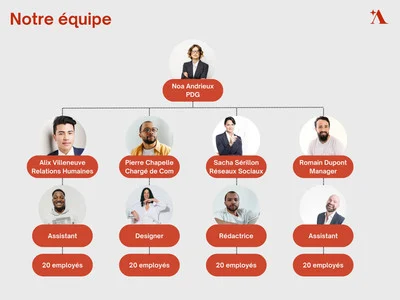 Notre équipe
A
Noa Andrieux
PDG
Alix Villeneuve
Relations Humaines
Pierre Chapelle
Chargé de Com
Sacha Sérillon
Réseaux Sociaux
Romain Dupont
Manager
Assistant
Designer
Rédactrice
Assistant
20 employés
20 employés
20 employés
20 employés